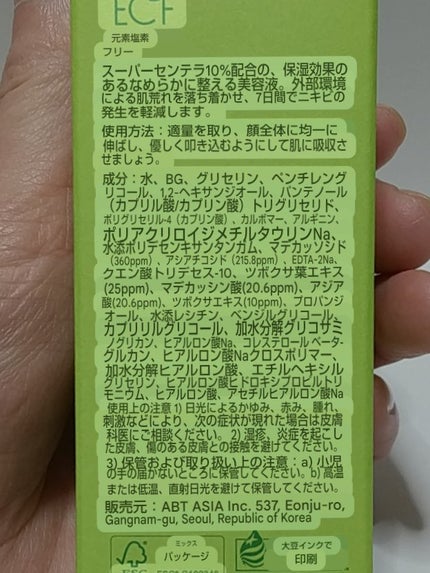 ECF
元素塩素
フリー
スーパーセンテラ10%配合の、保湿効果の
あるなめらかに整える美容液。外部環境
による肌荒れを落ち着かせ、7日間でニキビの
発生を軽減します。
使用方法：適量を取り、顔全体に均一に
伸ばし、優しく叩き込むようにして肌に吸収さ
せましょう。
成分：水、BG、グリセリン、ペンチレング
リコール、1,2-ヘキサンジオール、パンテノール
（カプリル酸/カプリン酸）トリグリセリド、
ポリグリセリル-4（カプリン酸）、カルボマー、アルギニン、
ポリアクリロイジメチルタウリンNa、
水添ポリデセンキサンタンガム、マデカッソシド
（360ppm）、アシアチコシド（215.8ppm）、EDTA-2Na、
クエン酸トリデセス-10、ツボクサ葉エキス
(25ppm)、マデカッシン酸(20.6ppm)、アジア
酸(20.6ppm)、ツボクサエキス(10ppm)、プロパンジ
オール、水添レシチン、ベンジルグリコール、
カプリリルグリコール、加水分解グリコサミ
ノグリカン、ヒアルロン酸Na、コレステロールベータ-
グルカン、ヒアルロン酸Naクロスポリマー、
加水分解ヒアルロン酸、エチルヘキシル
グリセリン、ヒアルロン酸ヒドロキシプロピルトリ
モニウム、ヒアルロン酸、アセチルヒアルロン酸Na
使用上の注意 1) 日光によるかゆみ、赤み、腫れ、
刺激などにより、次の症状が現れた場合は皮膚
科医にご相談ください。2) 湿疹、炎症を起こし
た皮膚、傷のある皮膚との接触を避けてください。
3) 保管および取り扱い上の注意：a) 小児
の手の届かないところに保管してください。b) 高温
または低温、直射日光を避けて保管してください。
販売元：ABT ASIA Inc. 537, Eonju-ro,
Gangnam-gu, Seoul, Republic of Korea
ミックス
パッケージ
大豆インクで
印刷
FSC